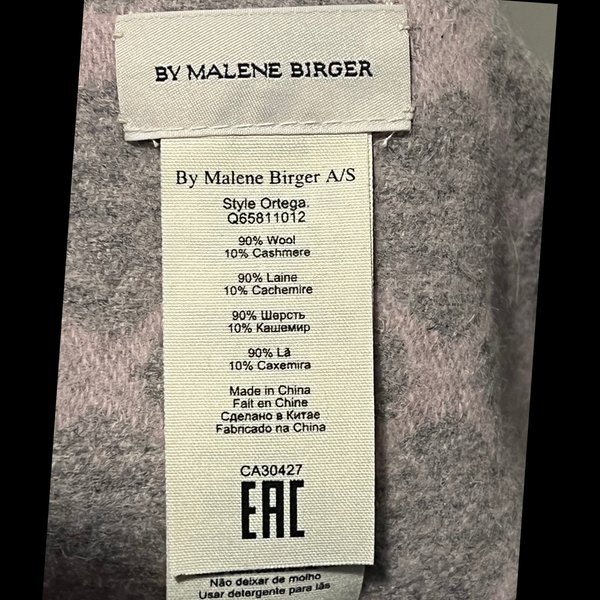 BY MALENE BIRGER
By Malene Birger A/S
Style Ortega.
Q65811012
90% Wool
10% Cashmere
90% Laine
10% Cachemire
90% Шерсть
10% Кашемир
90% Lã
10% Caxemira
Made in China
Fait en Chine
Сделано в Китае
Fabricado na China
CA30427
EAC
Não deixar de molho
Usar detergente para lãs